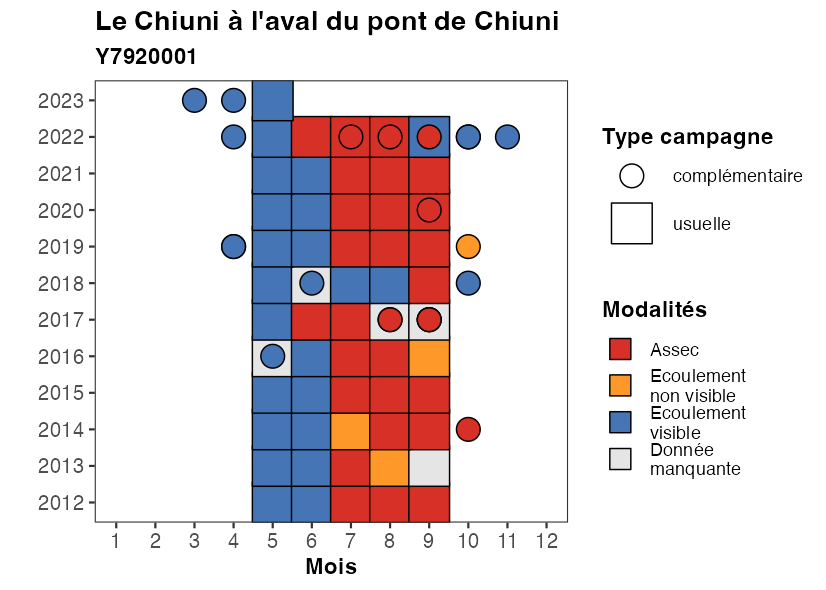 Le Chiuni à l'aval du pont de Chiuni
Y7920001
2023
2022
2021
2020
2019
2018
2017
2016
2015
2014
2013
2012
1 2 3 4 5 6 7 8 9 10 11 12
Mois
Type campagne
complémentaire
usuelle
Modalités
Assec
Ecoulement
non visible
Ecoulement
visible
Donnée
manquante